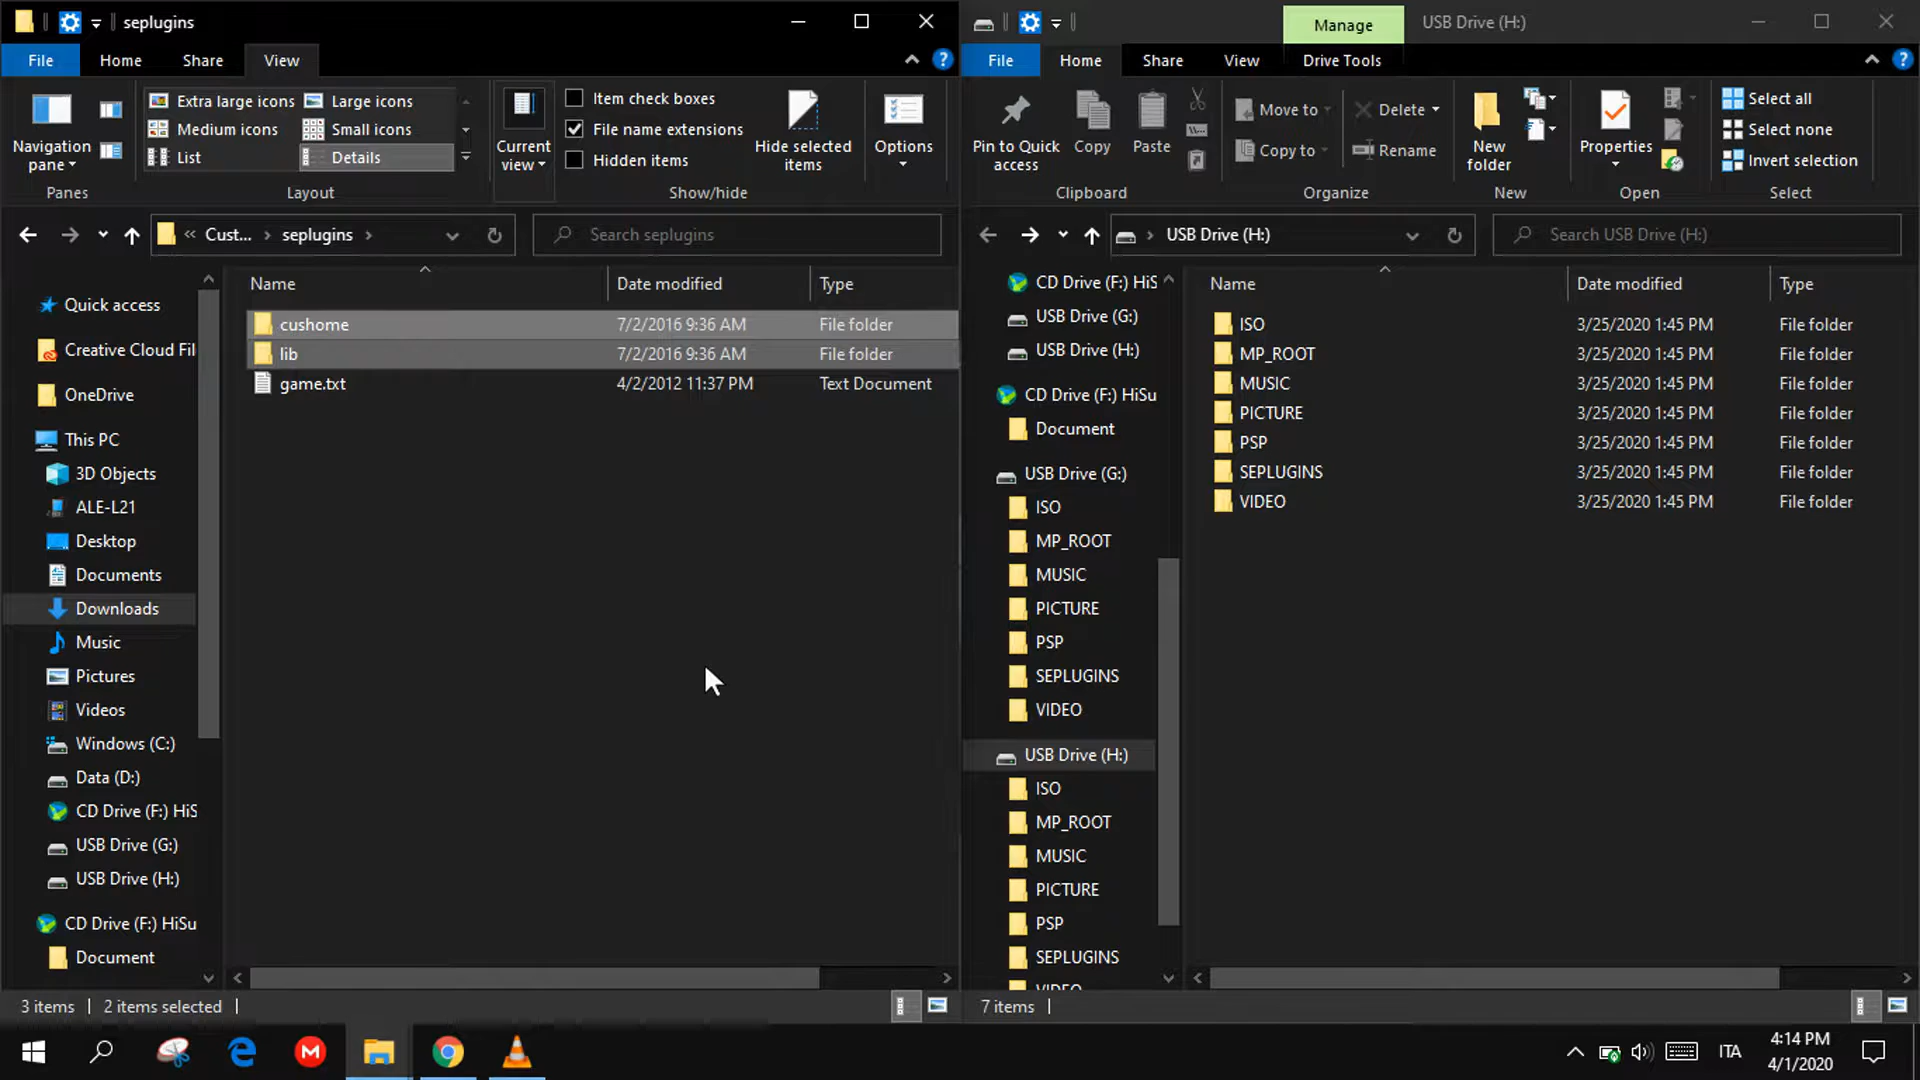 seplugins
File
Home
Share
View
Navigation pane
Panes
Extra large icons
Large icons
Medium icons
Small icons
List
Details
Layout
Current view
Item check boxes
File name extensions
Hidden items
Hide selected items
Show/hide
Options
« Cust... › seplugins ›
Search seplugins
Quick access
Creative Cloud Fil
OneDrive
This PC
3D Objects
ALE-L21
Desktop
Documents
Downloads
Music
Pictures
Videos
Windows (C:)
Data (D:)
CD Drive (F:) HiS
USB Drive (G:)
USB Drive (H:)
CD Drive (F:) HiSu
Document
Name
Date modified
Type
cushome
7/2/2016 9:36 AM
File folder
lib
7/2/2016 9:36 AM
File folder
game.txt
4/2/2012 11:37 PM
Text Document
3 items
2 items selected
Manage
USB Drive (H:)
File
Home
Share
View
Drive Tools
Pin to Quick access
Copy
Paste
Clipboard
Move to
Copy to
Delete
Rename
Organize
New folder
New
Properties
Open
Select all
Select none
Invert selection
Select
› USB Drive (H:)
Search USB Drive (H:)
CD Drive (F:) HiS
USB Drive (G:)
USB Drive (H:)
CD Drive (F:) HiSu
Document
USB Drive (G:)
ISO
MP_ROOT
MUSIC
PICTURE
PSP
SEPLUGINS
VIDEO
USB Drive (H:)
ISO
MP_ROOT
MUSIC
PICTURE
PSP
SEPLUGINS
VIDEO
Name
Date modified
Type
ISO
3/25/2020 1:45 PM
File folder
MP_ROOT
3/25/2020 1:45 PM
File folder
MUSIC
3/25/2020 1:45 PM
File folder
PICTURE
3/25/2020 1:45 PM
File folder
PSP
3/25/2020 1:45 PM
File folder
SEPLUGINS
3/25/2020 1:45 PM
File folder
VIDEO
3/25/2020 1:45 PM
File folder
7 items
ITA
4:14 PM
4/1/2020